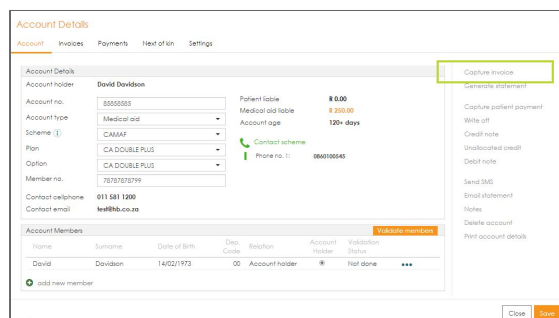 Account Details
Account Invoices Payments Next of kin Settings
Account Details
Account holder David Davidson
Account no. 85558585
Account type Medical aid
Scheme CAMAF
Plan CA DOUBLE PLUS
Option CA DOUBLE PLUS
Member no. 78787878799
Contact cellphone 011 581 1200
Contact email test@hb.co.za
Patient liable R 0.00
Medical aid liable R 250.00
Account age 120+ days
Contact scheme
Phone no. 1: 0860100545
Account Members
Validate members
Name Surname Date of Birth Dep. Code Relation Account Holder Validation Status
David Davidson 14/02/1973 00 Account holder Not done
add new member
Capture invoice
Generate statement
Capture patient payment
Write off
Credit note
Unallocated credit
Debit note
Send SMS
Email statement
Notes
Delete account
Print account details
Close Save